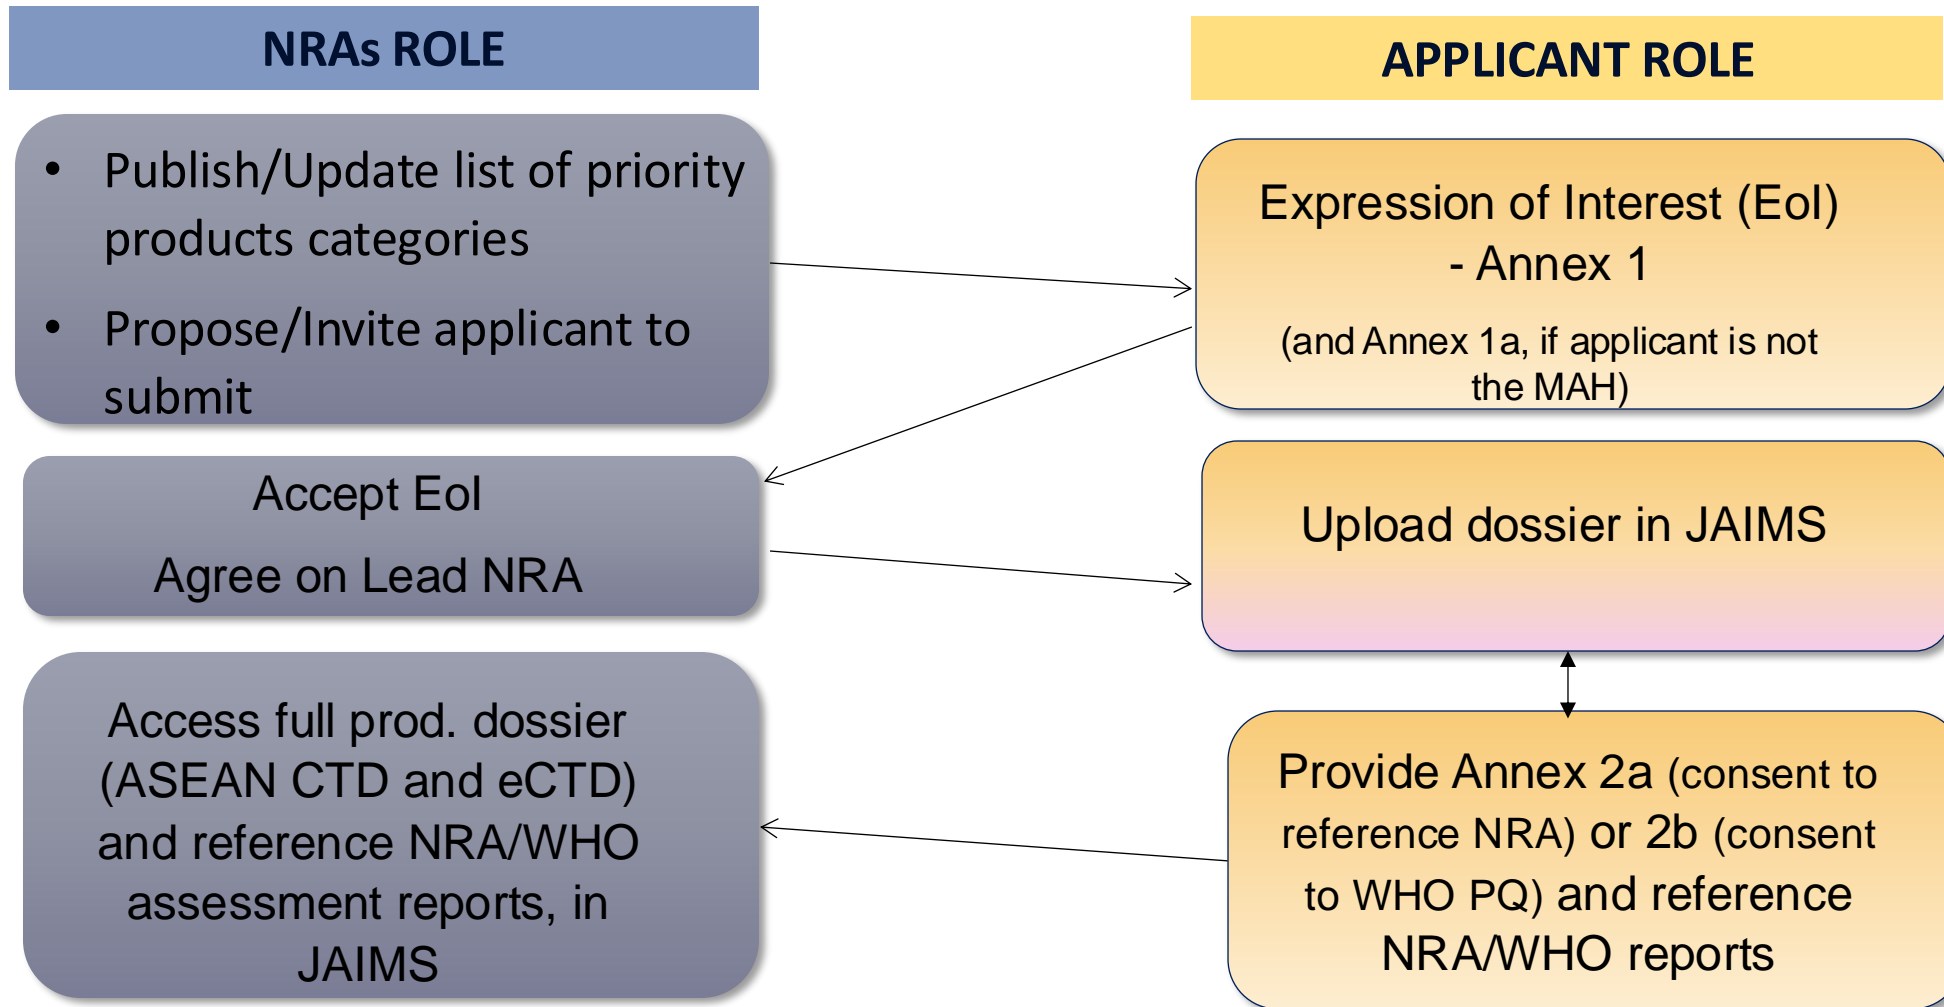 NRAs ROLE
APPLICANT ROLE
• Publish/Update list of priority
products categories
• Propose/Invite applicant to
submit
Expression of Interest (EoI)
- Annex 1
(and Annex 1a, if applicant is not
the MAH)
Accept EoI
Agree on Lead NRA
Upload dossier in JAIMS
Access full prod. dossier
(ASEAN CTD and eCTD)
and reference NRA/WHO
assessment reports, in
JAIMS
Provide Annex 2a (consent to
reference NRA) or 2b (consent
to WHO PQ) and reference
NRA/WHO reports